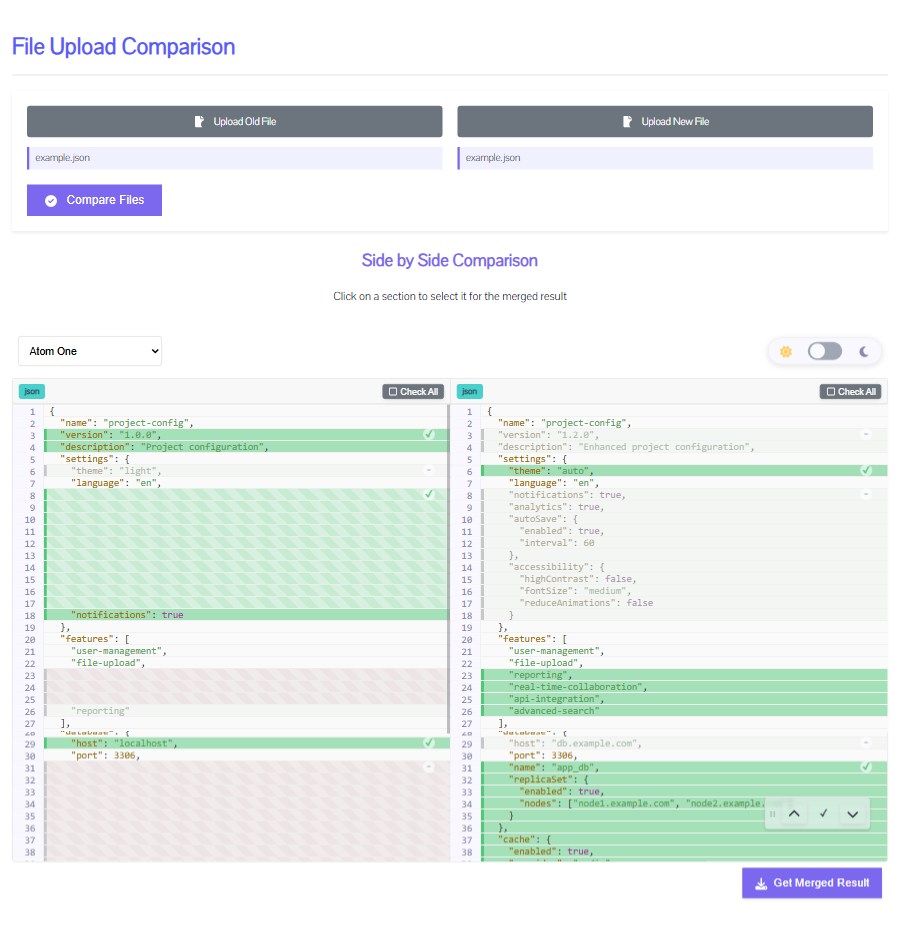 File Upload Comparison
Upload Old File
Upload New File
example.json
example.json
Compare Files
Side by Side Comparison
Click on a section to select it for the merged result
Atom One
json
Check All
json
Check All
1 {
2 "name": "project-config",
3 "version": "1.0.0",
4 "description": "Project configuration",
5 "settings": {
6 "theme": "light",
7 "language": "en",
8
9
10
11
12
13
14
15
16
17
18 "notifications": true
19 },
20 "features": [
21 "user-management",
22 "file-upload",
23
24
25
26 "reporting"
27 ],
28 "database": {
29 "host": "localhost",
30 "port": 3306,
31
32
33
34
35
36
37
38
1 {
2 "name": "project-config",
3 "version": "1.2.0",
4 "description": "Enhanced project configuration",
5 "settings": {
6 "theme": "auto",
7 "language": "en",
8 "notifications": true,
9 "analytics": true,
10 "autoSave": {
11 "enabled": true,
12 "interval": 60
13 },
14 "accessibility": {
15 "highContrast": false,
16 "fontSize": "medium",
17 "reduceAnimations": false
18 }
19 },
20 "features": [
21 "user-management",
22 "file-upload",
23 "reporting",
24 "real-time-collaboration",
25 "api-integration",
26 "advanced-search"
27 ],
28 "database": {
29 "host": "db.example.com",
30 "port": 3306,
31 "name": "app_db",
32 "replicaSet": {
33 "enabled": true,
34 "nodes": ["node1.example.com", "node2.example.
35 }
36 },
37 "cache": {
38 "enabled": true,
Get Merged Result